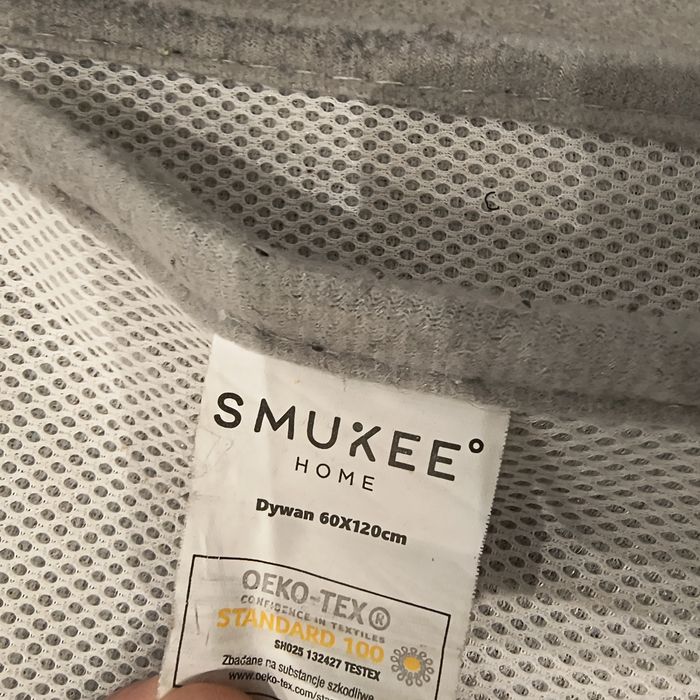 SMUKEE°
HOME
Dywan 60X120cm
OEKO-TEX®
CONFIDENCE IN TEXTILES
STANDARD 100
SH025 132427 TESTEX
Zbadane na substancje szkodliwe
www.oeko-tex.com/sta